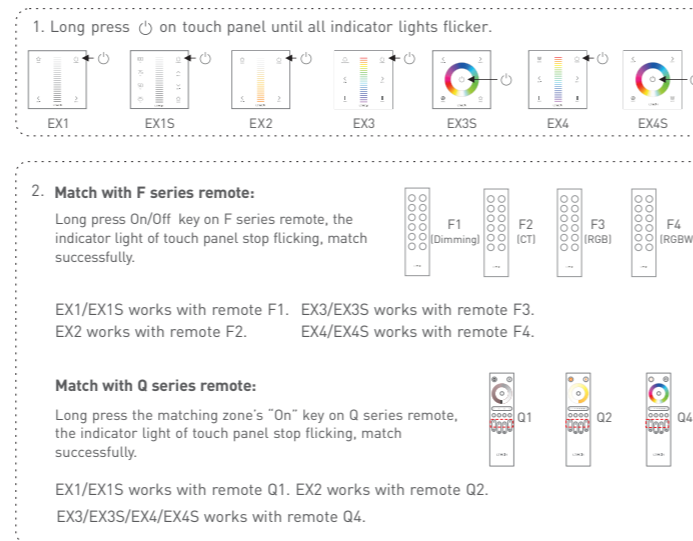 1. Long press on touch panel until all indicator lights flicker.
EX1 EX1S EX2 EX3 EX3S EX4 EX4S
2. Match with F series remote:
Long press On/Off key on F series remote, the
indicator light of touch panel stop flicking, match
successfully.
F1 (Dimming) F2 (CT) F3 (RGB) F4 (RGBW
EX1/EX1S works with remote F1. EX3/EX3S works with remote F3.
EX2 works with remote F2. EX4/EX4S works with remote F4.
Match with Q series remote:
Long press the matching zone's "On" key on Q series remote,
the indicator light of touch panel stop flicking, match
successfully.
Q1 Q2 Q4
EX1/EX1S works with remote Q1. EX2 works with remote Q2.
EX3/EX3S/EX4/EX4S works with remote Q4.